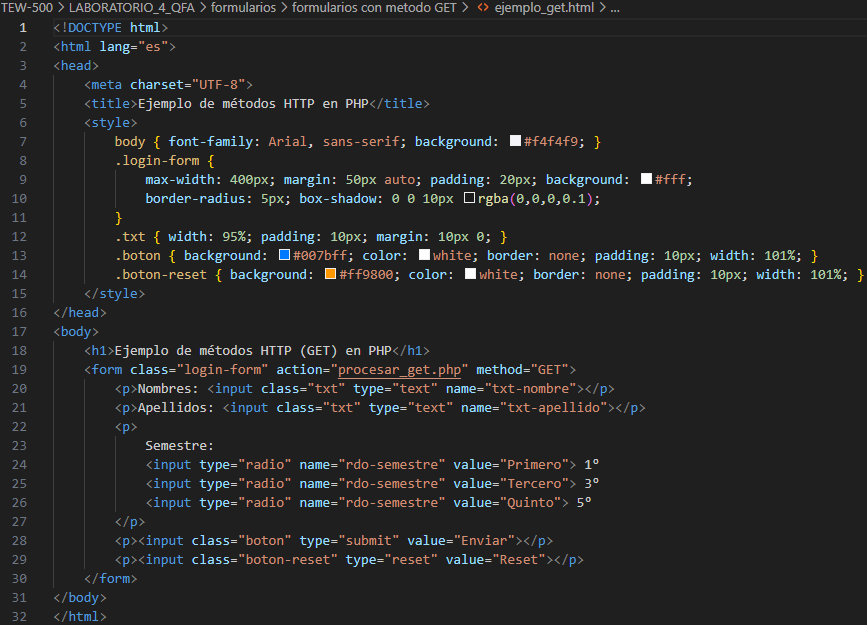 TEW-500 > LABORATORIO_4_QFA > formularios > formularios con metodo GET > <> ejemplo_get.html > ...
1 <!DOCTYPE html>
2 <html lang="es">
3 <head>
4     <meta charset="UTF-8">
5     <title>Ejemplo de métodos HTTP en PHP</title>
6     <style>
7         body { font-family: Arial, sans-serif; background: #f4f4f9; }
8         .login-form {
9             max-width: 400px; margin: 50px auto; padding: 20px; background: #fff;
10             border-radius: 5px; box-shadow: 0 0 10px rgba(0,0,0,0.1);
11         }
12         .txt { width: 95%; padding: 10px; margin: 10px 0; }
13         .boton { background: #007bff; color: white; border: none; padding: 10px; width: 101%; }
14         .boton-reset { background: #ff9800; color: white; border: none; padding: 10px; width: 101%; }
15     </style>
16 </head>
17 <body>
18     <h1>Ejemplo de métodos HTTP (GET) en PHP</h1>
19     <form class="login-form" action="procesar_get.php" method="GET">
20         <p>Nombres: <input class="txt" type="text" name="txt-nombre"></p>
21         <p>Apellidos: <input class="txt" type="text" name="txt-apellido"></p>
22         <p>
23             Semestre:
24             <input type="radio" name="rdo-semestre" value="Primero"> 1º
25             <input type="radio" name="rdo-semestre" value="Tercero"> 3º
26             <input type="radio" name="rdo-semestre" value="Quinto"> 5º
27         </p>
28         <p><input class="boton" type="submit" value="Enviar"></p>
29         <p><input class="boton-reset" type="reset" value="Reset"></p>
30     </form>
31 </body>
32 </html>